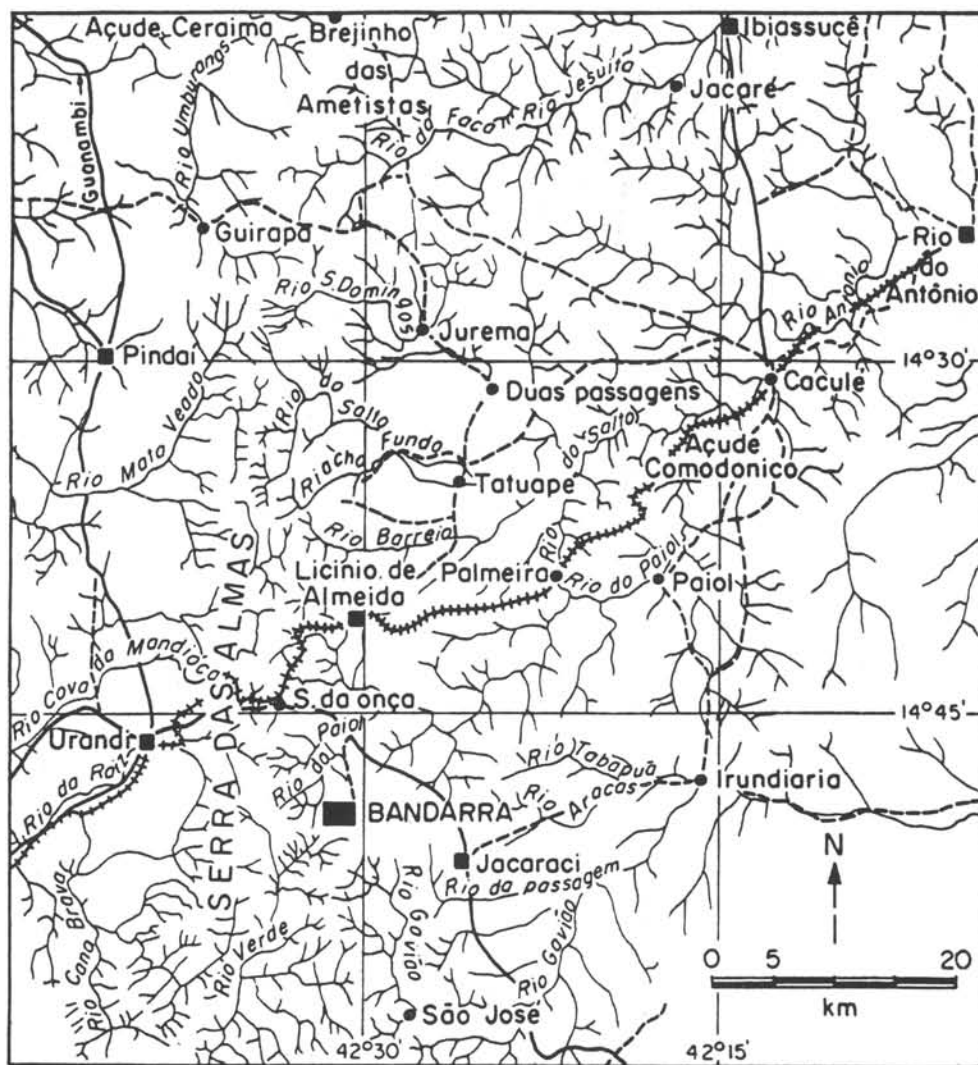 Açude Ceraima
Brejinho
das
Ametistas
Ibiassucê
Jacaré
Rio Jesuita
Rio da Faca
Rio Umburanas
Guanambi
Guirapa
Rio
do
Antônio
Rio Antonio
Rio S. Domingos
Jurema
Pindaí
14°30'
Duas passagens
Caculé
Rio do Salto
Rio Mata Veado
Riacho Fundo
Rio do Salto
Açude
Comodonico
Tatuape
Rio Barreia
Licinio de
Almeida
Palmeira
Rio do Paiol
Paiol
SERRA DAS ALMAS
Rio Cova da Mandioca
S. da onça
14°45'
Urandi
Rio do Paiol
Rio Tabapuã
Rio da Raiz
Rio Aracas
Irundiaria
BANDARRA
N
Jacaraci
Rio da passagem
Rio Cana Brava
Rio Verde
Rio Gavião
Rio Gavião
0 5 20
km
São José
42°30' 42°15'